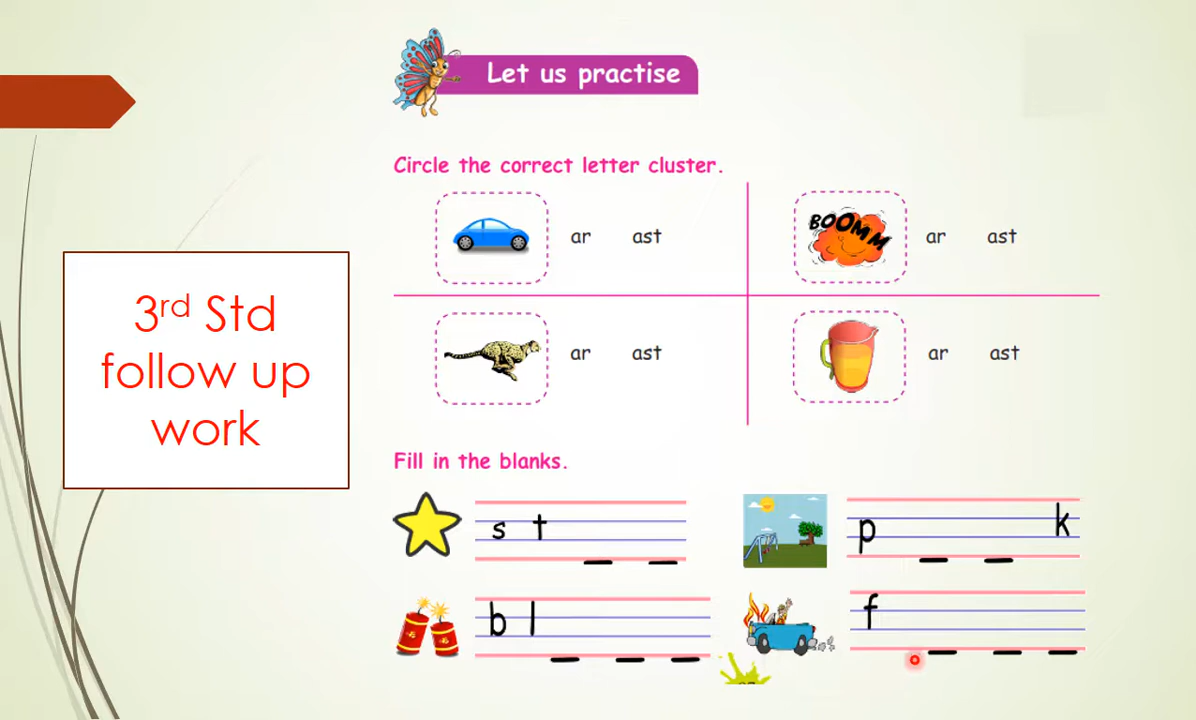 Let us practise
Circle the correct letter cluster.
ar ast
BOOMM ar ast
ar ast
ar ast
3rd Std
follow up
work
Fill in the blanks.
s t _ _
p _ _ k
b l _ _ _
f _ _ _